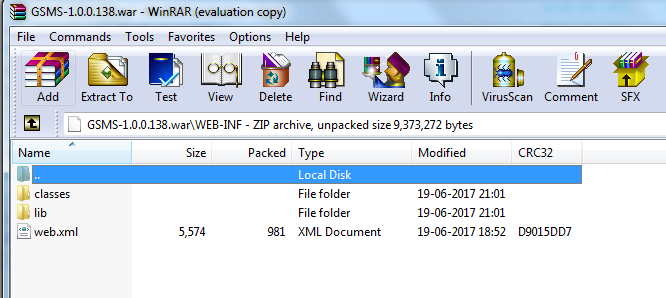 GSMS-1.0.0.138.war - WinRAR (evaluation copy)
File Commands Tools Favorites Options Help
Add Extract To Test View Delete Find Wizard Info VirusScan Comment SFX
GSMS-1.0.0.138.war\WEB-INF - ZIP archive, unpacked size 9,373,272 bytes
Name Size Packed Type Modified CRC32
.. Local Disk
classes File folder 19-06-2017 21:01
lib File folder 19-06-2017 21:01
web.xml 5,574 981 XML Document 19-06-2017 18:52 D9015DD7